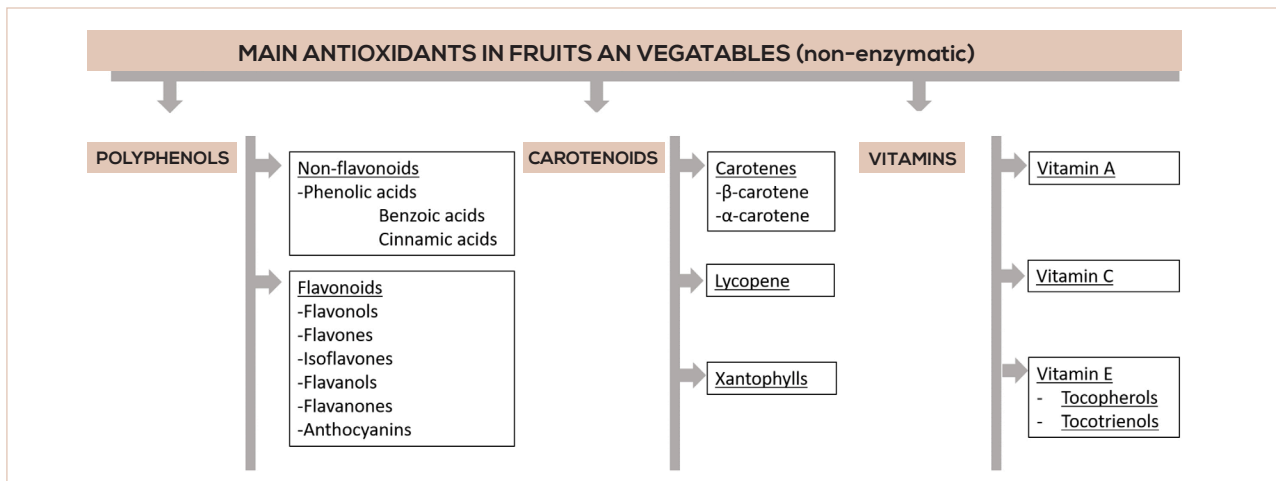 MAIN ANTIOXIDANTS IN FRUITS AN VEGATABLES (non-enzymatic)
POLYPHENOLS
Non-flavonoids
-Phenolic acids
Benzoic acids
Cinnamic acids
Flavonoids
-Flavonols
-Flavones
-Isoflavones
-Flavanols
-Flavanones
-Anthocyanins
CAROTENOIDS
Carotenes
-β-carotene
-α-carotene
Lycopene
Xantophylls
VITAMINS
Vitamin A
Vitamin C
Vitamin E
- Tocopherols
- Tocotrienols